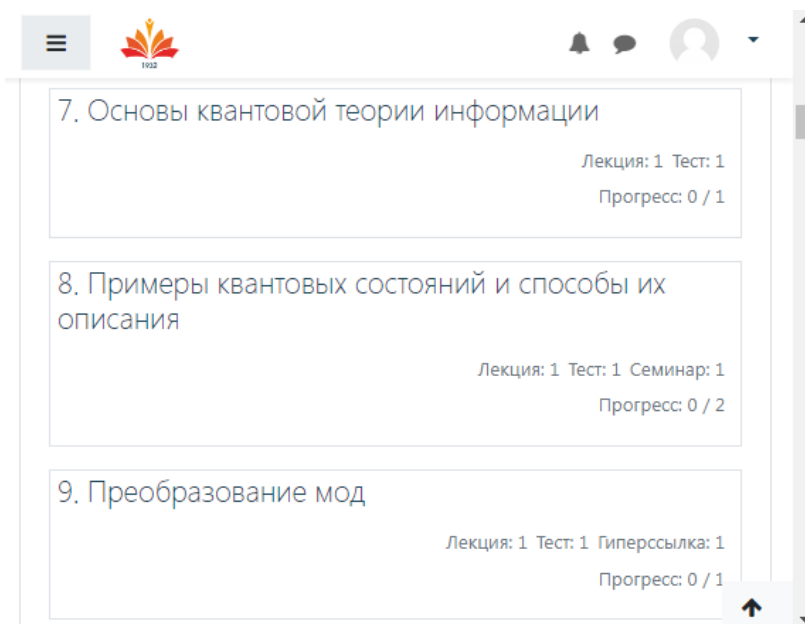 1932
7. Основы квантовой теории информации
Лекция: 1 Тест: 1
Прогресс: 0 / 1
8. Примеры квантовых состояний и способы их
описания
Лекция: 1 Тест: 1 Семинар: 1
Прогресс: 0 / 2
9. Преобразование мод
Лекция: 1 Тест: 1 Гиперссылка: 1
Прогресс: 0 / 1